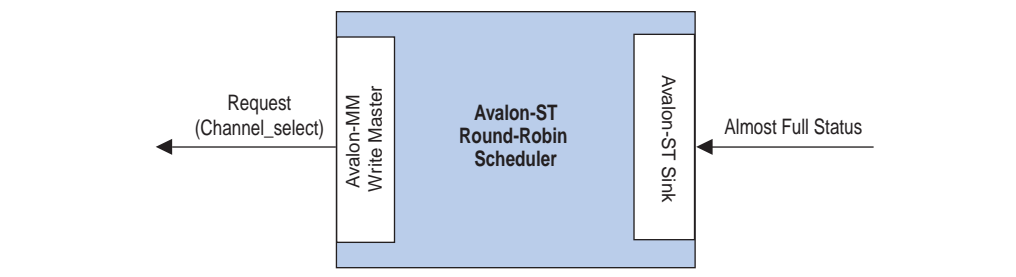 Request
(Channel_select)
Avalon-MM
Write Master
Avalon-ST
Round-Robin
Scheduler
Avalon-ST Sink
Almost Full Status